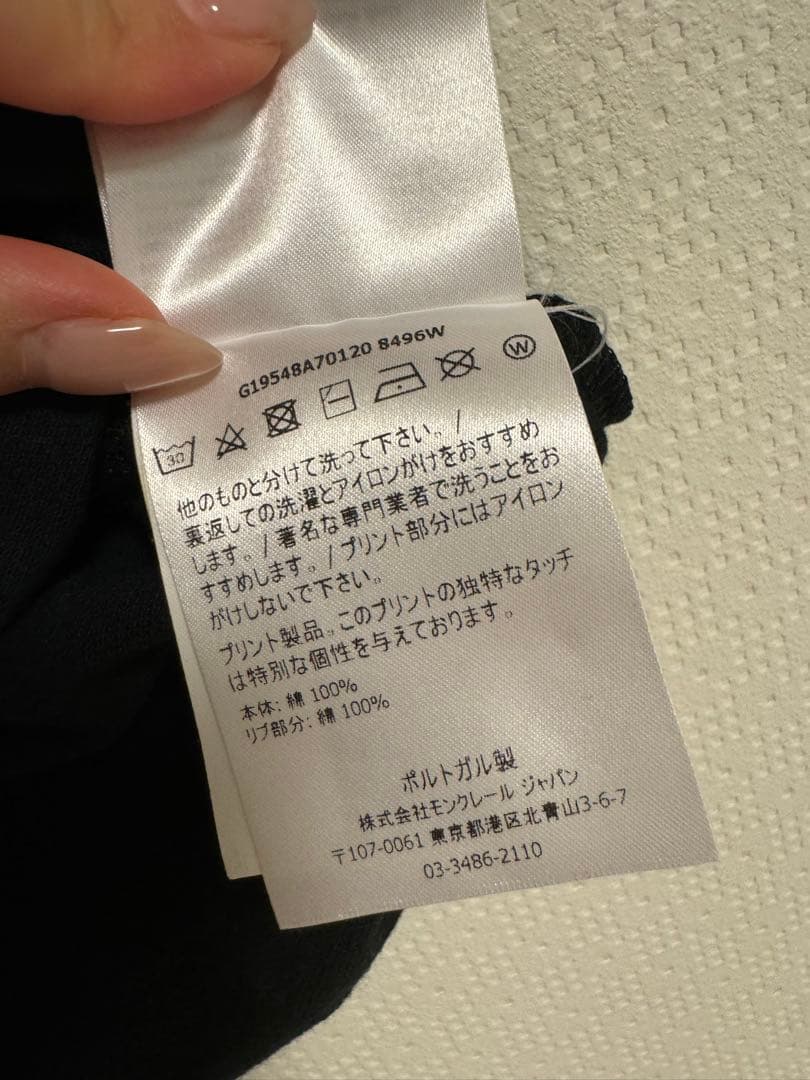 G19548A70120 8496W
30 W
他のものと分けて洗って下さい。/
裏返しての洗濯とアイロンがけをおすすめ
します。/著名な専門業者で洗うことをお
すすめします。/プリント部分にはアイロン
がけしないで下さい。
プリント製品。このプリントの独特なタッチ
は特別な個性を与えております。
本体: 綿 100%
リブ部分: 綿 100%
ポルトガル製
株式会社モンクレール ジャパン
〒107-0061 東京都港区北青山3-6-7
03-3486-2110